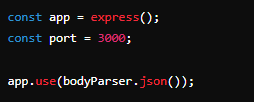 const app = express();
const port = 3000;
app.use(bodyParser.json());